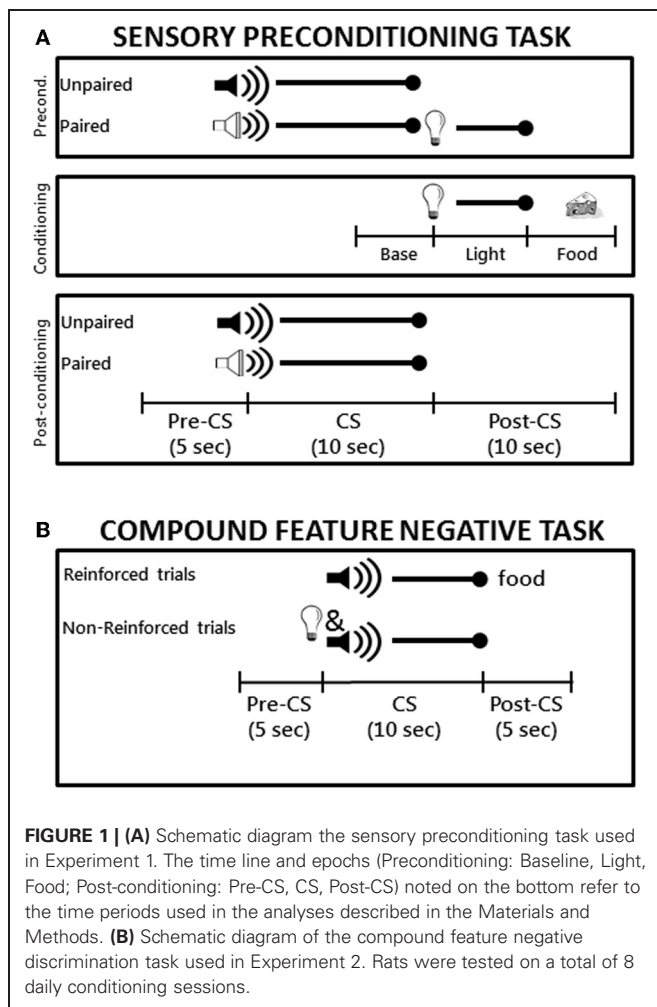 A SENSORY PRECONDITIONING TASK
Precond.
Unpaired
Paired
Conditioning
Base Light Food
Post-conditioning
Unpaired
Paired
Pre-CS CS Post-CS
(5 sec) (10 sec) (10 sec)
B COMPOUND FEATURE NEGATIVE TASK
Reinforced trials food
&
Non-Reinforced trials
Pre-CS CS Post-CS
(5 sec) (10 sec) (5 sec)
FIGURE 1 | (A) Schematic diagram the sensory preconditioning task used
in Experiment 1. The time line and epochs (Preconditioning: Baseline, Light,
Food; Post-conditioning: Pre-CS, CS, Post-CS) noted on the bottom refer to
the time periods used in the analyses described in the Materials and
Methods. (B) Schematic diagram of the compound feature negative
discrimination task used in Experiment 2. Rats were tested on a total of 8
daily conditioning sessions.